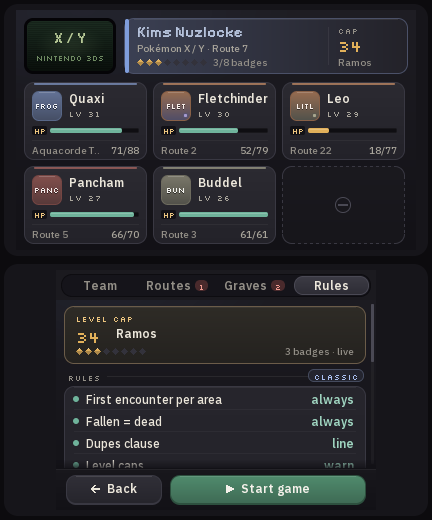 X/Y
NINTENDO 3DS
Kims Nuzlocke
Pokémon X/Y · Route 7
3/8 badges
CAP
34
Ramos
FROG
Quaxi
LV 31
HP
Aquacorde T..
71/88
FLET
Fletchinder
LV 30
HP
Route 2
52/79
LITL
Leo
LV 29
HP
Route 22
18/77
PANC
Pancham
LV 27
HP
Route 5
66/70
BUN
Buddel
LV 26
HP
Route 3
61/61
Team
Routes 1
Graves 2
Rules
LEVEL CAP
34 Ramos
3 badges · live
RULES
CLASSIC
First encounter per area always
Fallen = dead always
Dupes clause line
Level caps warn
← Back
▶ Start game